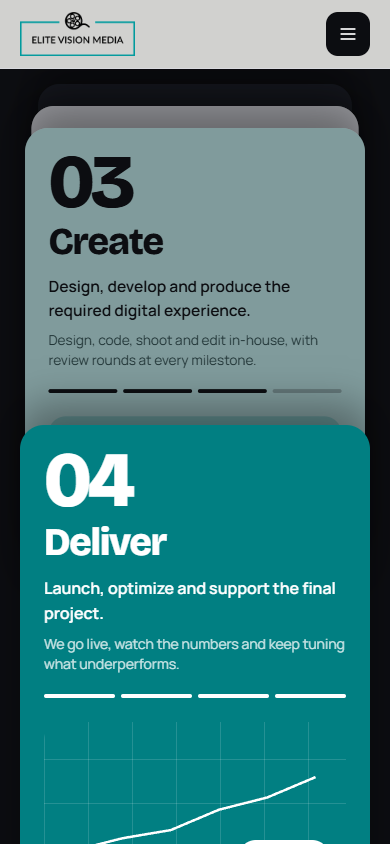 ELITE VISION MEDIA
03
Create
Design, develop and produce the
required digital experience.
Design, code, shoot and edit in-house, with
review rounds at every milestone.
04
Deliver
Launch, optimize and support the final
project.
We go live, watch the numbers and keep tuning
what underperforms.